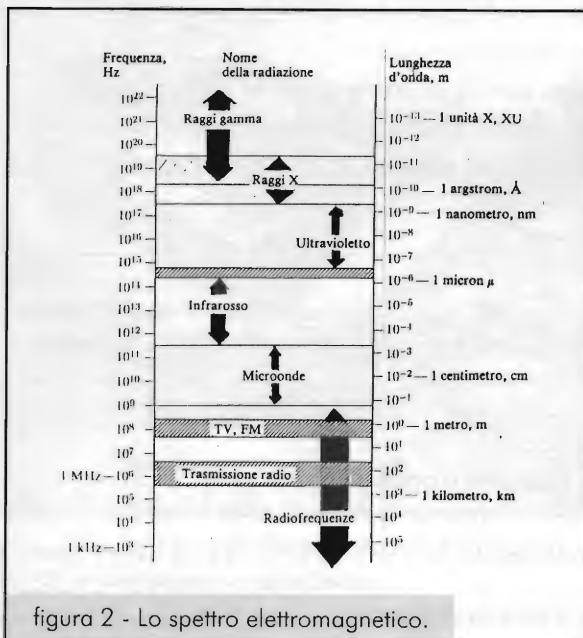 Frequenza,
Hz
Nome
della radiazione
Lunghezza
d'onda, m
10²²
10²¹
10²⁰
10¹⁹
10¹⁸
10¹⁷
10¹⁶
10¹⁵
10¹⁴
10¹³
10¹²
10¹¹
10¹⁰
10⁹
10⁸
10⁷
1 MHz—10⁶
10⁵
10⁴
1 kHz—10³
Raggi gamma
Raggi X
Ultravioletto
Infrarosso
Microonde
TV, FM
Trasmissione radio
Radiofrequenze
10⁻¹³ — 1 unità X, XU
10⁻¹²
10⁻¹¹
10⁻¹⁰ — 1 argstrom, Å
10⁻⁹ — 1 nanometro, nm
10⁻⁸
10⁻⁷
10⁻⁶ — 1 micron μ
10⁻⁵
10⁻⁴
10⁻³
10⁻² — 1 centimetro, cm
10⁻¹
10⁰ — 1 metro, m
10¹
10²
10³ — 1 kilometro, km
10⁴
10⁵
figura 2 - Lo spettro elettromagnetico.